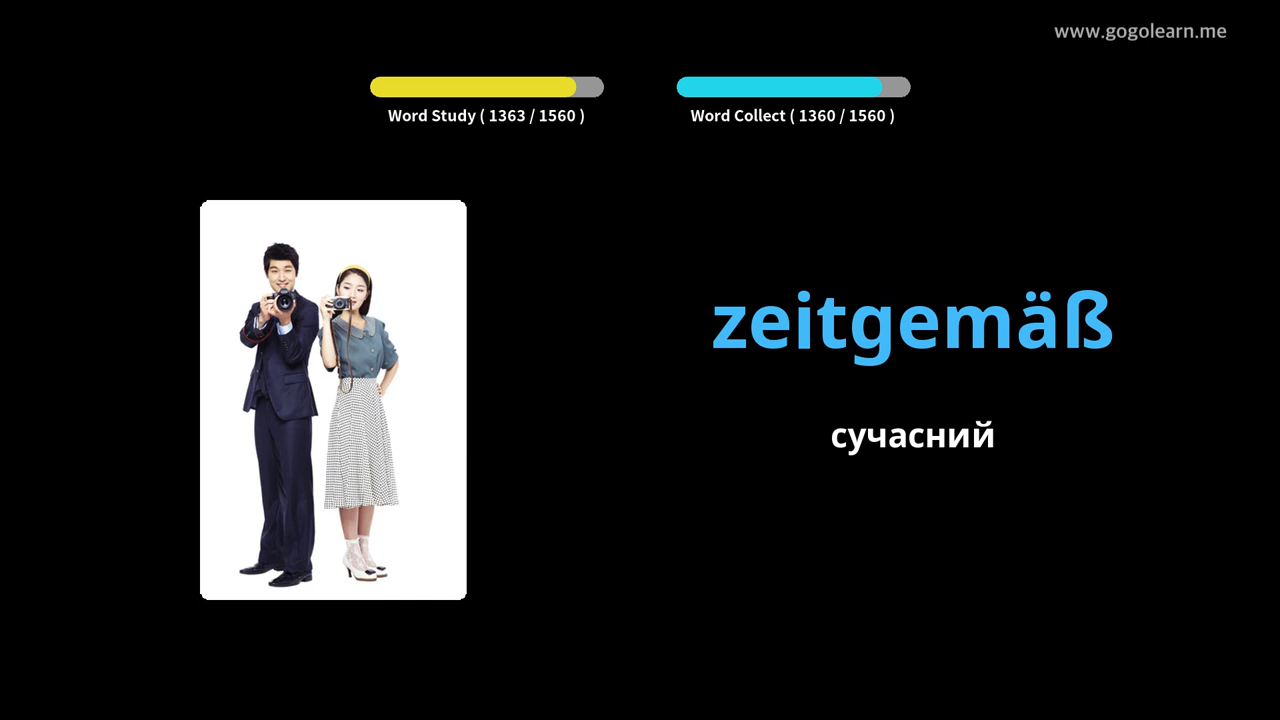 www.gogolearn.me
Word Study ( 1363 / 1560 )
Word Collect ( 1360 / 1560 )
zeitgemäß
сучасний